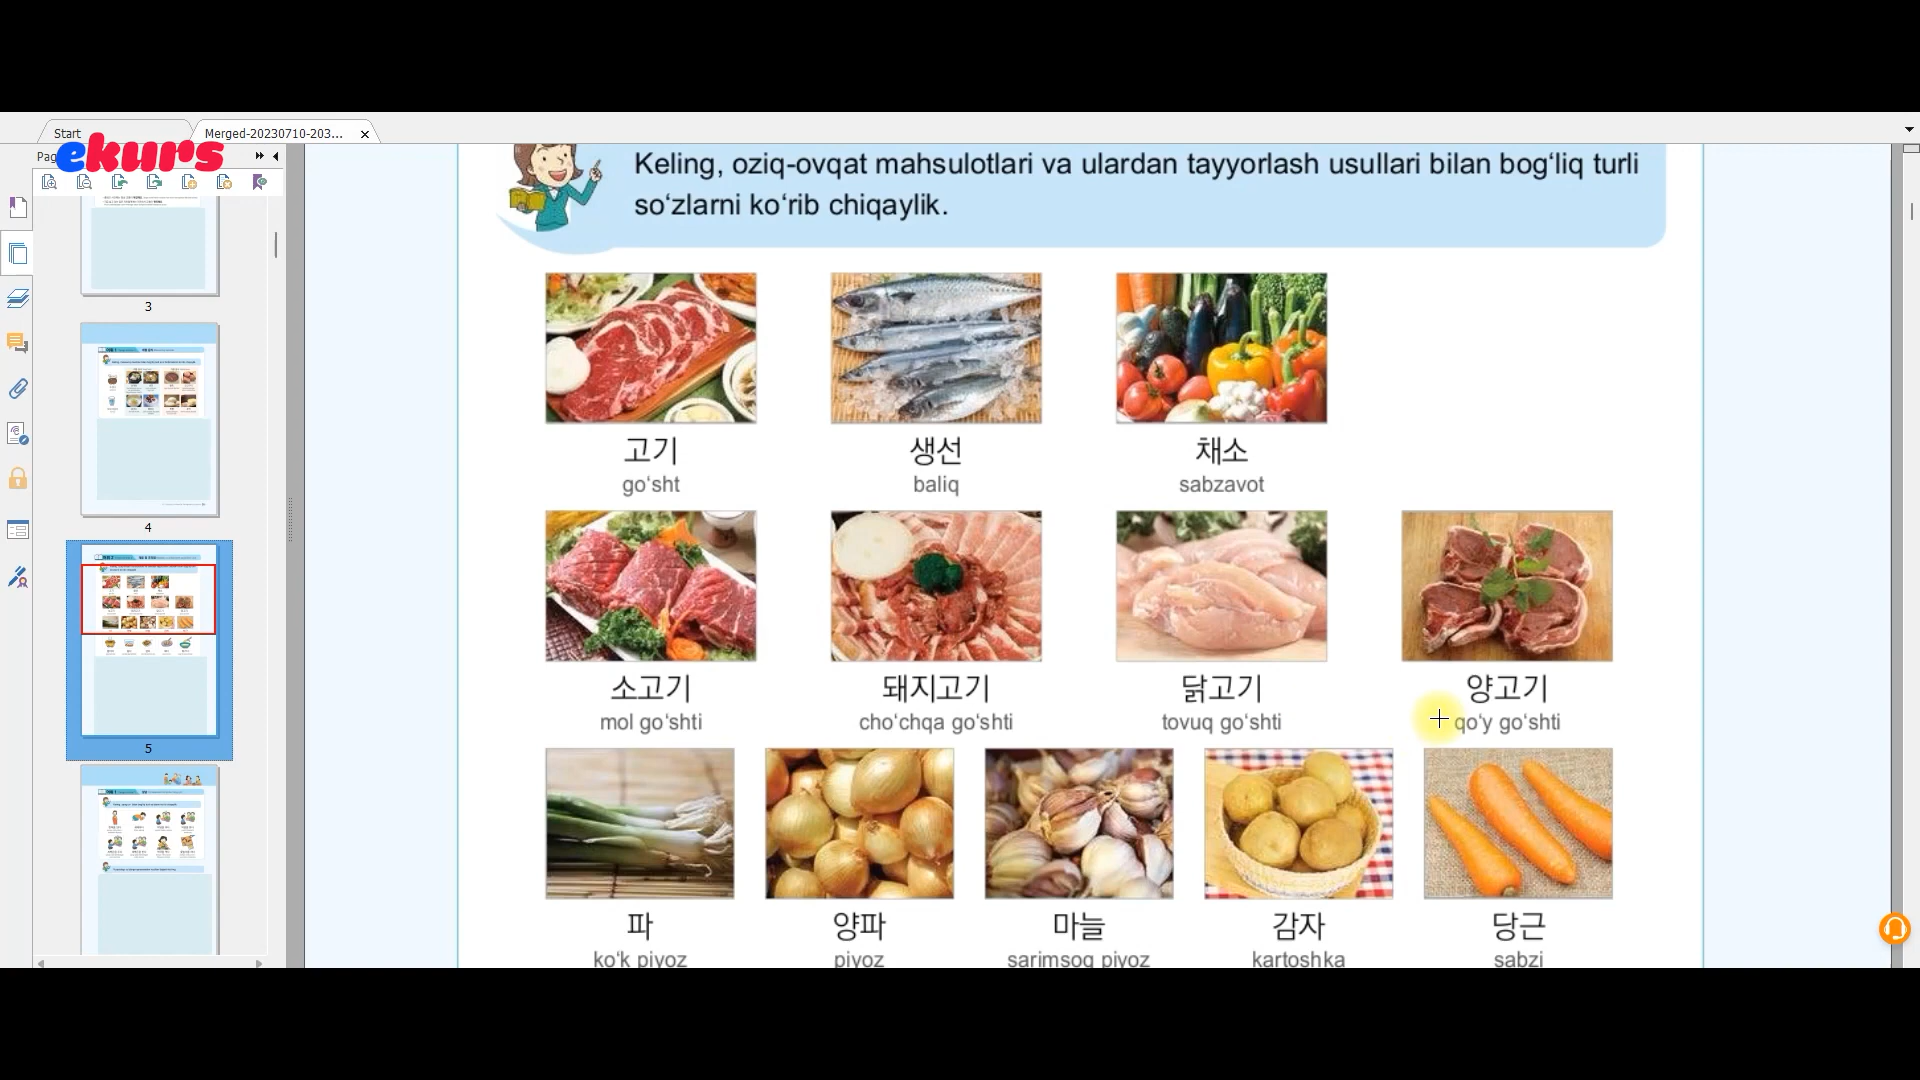 Start
Merged-20230710-203...
Pag
ekurs
Keling, oziq-ovqat mahsulotlari va ulardan tayyorlash usullari bilan bog‘liq turli
so‘zlarni ko‘rib chiqaylik.
고기
생선
채소
go‘sht
baliq
sabzavot
소고기
돼지고기
닭고기
양고기
mol go‘shti
cho‘chqa go‘shti
tovuq go‘shti
qo‘y go‘shti
파
양파
마늘
감자
당근
ko‘k piyoz
piyoz
sarimsoq piyoz
kartoshka
sabzi
3
4
5